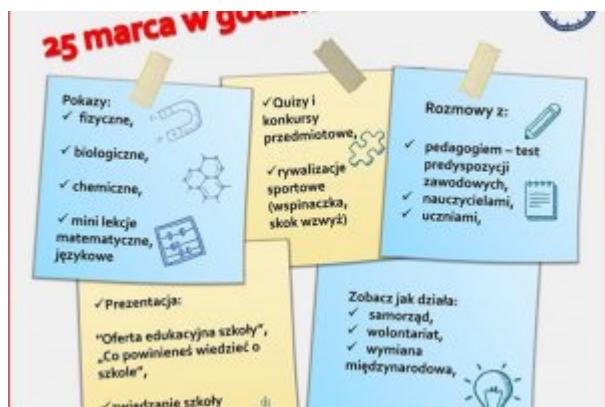 25 marca w
Pokazy:
✓ fizyczne,
✓ biologiczne,
✓ chemiczne,
✓ mini lekcje
matematyczne,
językowe
✓Quizy i
konkursy
przedmiotowe,
✓rywalizacje
sportowe
(wspinaczka,
skok wzwyż)
Rozmowy z:
✓ pedagogiem – test
predyspozycji
zawodowych,
✓ nauczycielami,
✓ uczniami,
✓Prezentacja:
"Oferta edukacyjna szkoły",
„Co powinieneś wiedzieć o
szkole",
✓zwiedzanie szkoły
Zobacz jak działa:
✓ samorząd,
✓ wolontariat,
✓ wymiana
międzynarodowa,